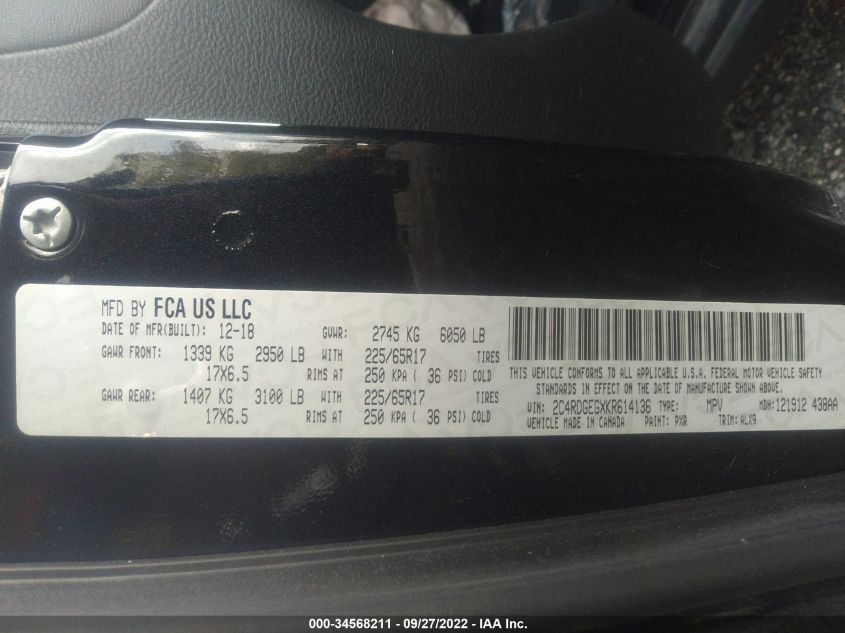 MFD BY FCA US LLC
DATE OF MFR(BUILT): 12-18 GVWR: 2745 KG 6050 LB
GAWR FRONT: 1339 KG 2950 LB WITH 225/65R17 TIRES
17X6.5 RIMS AT 250 KPA ( 36 PSI) COLD
GAWR REAR: 1407 KG 3100 LB WITH 225/65R17 TIRES
17X6.5 RIMS AT 250 KPA ( 36 PSI) COLD
THIS VEHICLE CONFORMS TO ALL APPLICABLE U.S.A. FEDERAL MOTOR VEHICLE SAFETY
STANDARDS IN EFFECT ON THE DATE OF MANUFACTURE SHOWN ABOVE.
VIN: 2C4RDGEGXKR614136 TYPE: MPV MDH: 121912 438AA
VEHICLE MADE IN CANADA PAINT: PXR TRIM: ALX9
000-34568211 - 09/27/2022 - IAA Inc.